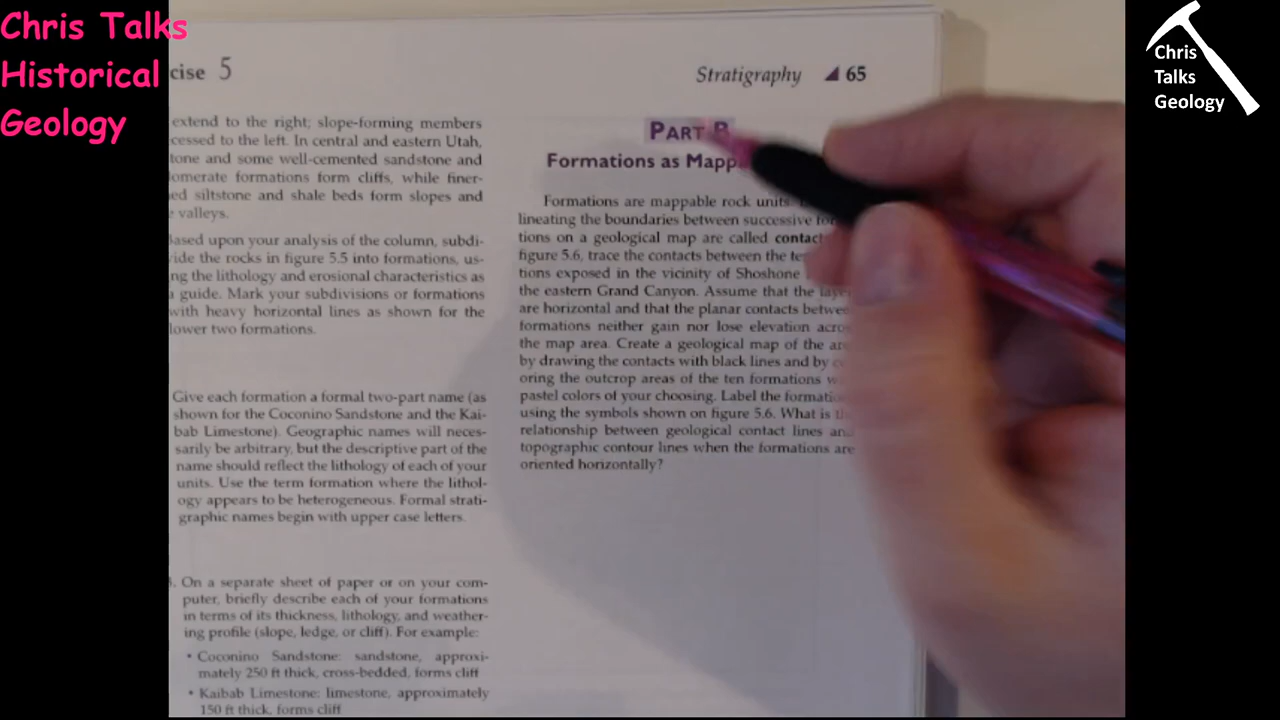 Chris Talks
Historical
Geology
Chris
Talks
Geology
cise 5
Stratigraphy 65
extend to the right; slope-forming members
cessed to the left. In central and eastern Utah,
tone and some well-cemented sandstone and
omerate formations form cliffs, while finer-
ed siltstone and shale beds form slopes and
valleys.
ased upon your analysis of the column, subdi-
vide the rocks in figure 5.5 into formations, us-
ng the lithology and erosional characteristics as
a guide. Mark your subdivisions or formations
with heavy horizontal lines as shown for the
lower two formations.
Give each formation a formal two-part name (as
shown for the Coconino Sandstone and the Kai-
bab Limestone). Geographic names will neces-
sarily be arbitrary, but the descriptive part of the
name should reflect the lithology of each of your
units. Use the term formation where the lithol-
ogy appears to be heterogeneous. Formal strati-
graphic names begin with upper case letters.
3. On a separate sheet of paper or on your com-
puter, briefly describe each of your formations
in terms of its thickness, lithology, and weather-
ing profile (slope, ledge, or cliff). For example:
• Coconino Sandstone: sandstone, approxi-
mately 250 ft thick, cross-bedded, forms cliff
• Kaibab Limestone: limestone, approximately
150 ft thick, forms cliff
PART B
Formations as Mapp
Formations are mappable rock units.
lineating the boundaries between successive for
tions on a geological map are called contac
figure 5.6, trace the contacts between the te
tions exposed in the vicinity of Shoshone
the eastern Grand Canyon. Assume that the laye
are horizontal and that the planar contacts betwee
formations neither gain nor lose elevation acro
the map area. Create a geological map of the are
by drawing the contacts with black lines and by c
oring the outcrop areas of the ten formations w
pastel colors of your choosing. Label the formatio
using the symbols shown on figure 5.6. What is th
relationship between geological contact lines and
topographic contour lines when the formations are
oriented horizontally?